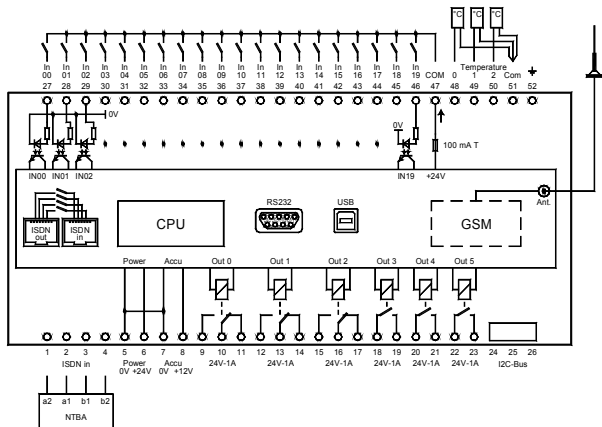 °C °C °C
In In In In In In In In In In In In In In In In In In In In Temperature
00 01 02 03 04 05 06 07 08 09 10 11 12 13 14 15 16 17 18 19 COM 0 1 2 Com
27 28 29 30 31 32 33 34 35 36 37 38 39 40 41 42 43 44 45 46 47 48 49 50 51 52
0V 0V 100 mA T
IN00 IN01 IN02 IN19 +24V
Ant.
ISDN out ISDN in CPU RS232 USB GSM
Power Accu Out 0 Out 1 Out 2 Out 3 Out 4 Out 5
1 2 3 4 5 6 7 8 9 10 11 12 13 14 15 16 17 18 19 20 21 22 23 24 25 26
ISDN in Power Accu 24V-1A 24V-1A 24V-1A 24V-1A 24V-1A 24V-1A I2C-Bus
0V +24V 0V +12V
a2 a1 b1 b2
NTBA